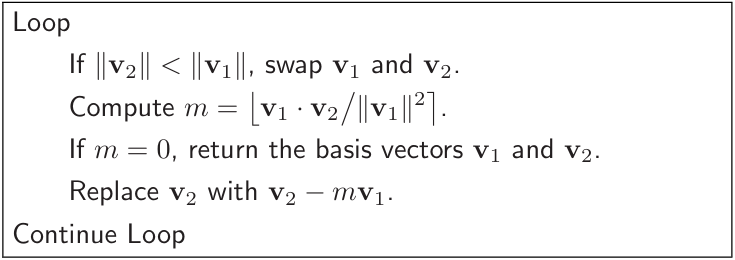 Loop
If ‖v₂‖ < ‖v₁‖, swap v₁ and v₂.
Compute m = ⌊v₁ · v₂/‖v₁‖²⌉.
If m = 0, return the basis vectors v₁ and v₂.
Replace v₂ with v₂ − mv₁.
Continue Loop